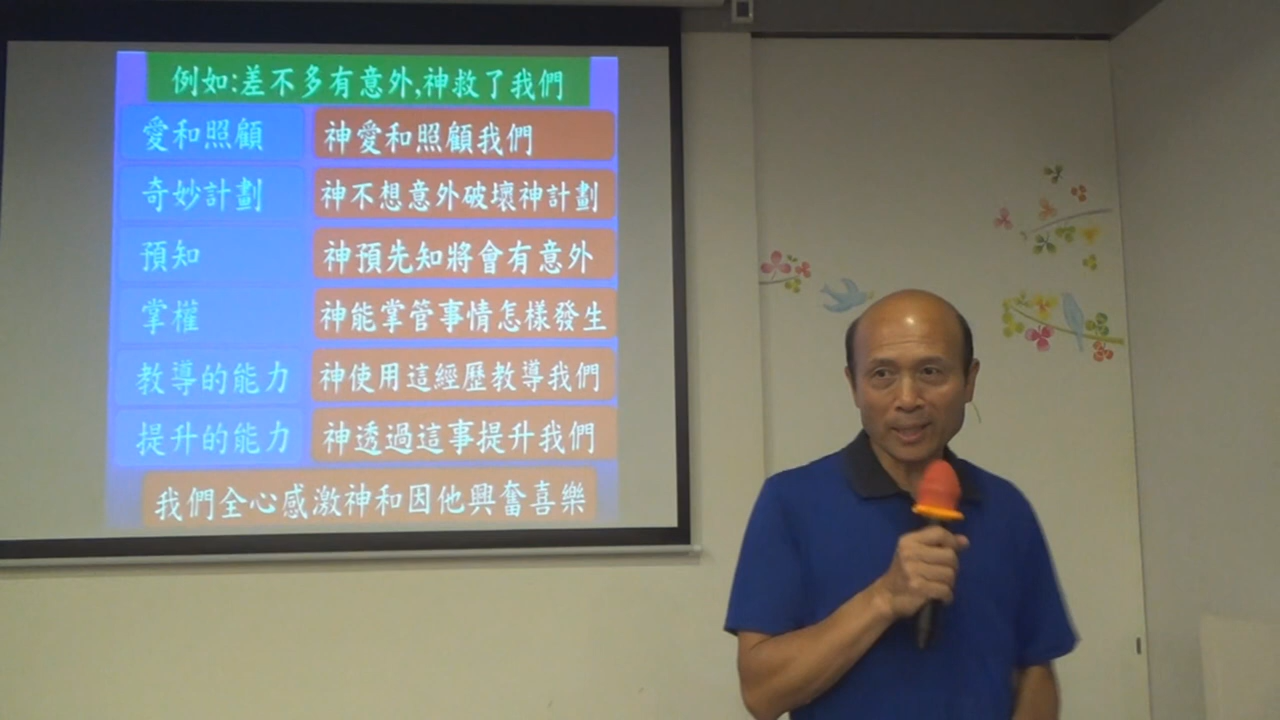 例如:差不多有意外,神救了我們
愛和照顧 神愛和照顧我們
奇妙計劃 神不想意外破壞神計劃
預知 神預先知將會有意外
掌權 神能掌管事情怎樣發生
教導的能力 神使用這經歷教導我們
提升的能力 神透過這事提升我們
我們全心感激神和因他興奮喜樂